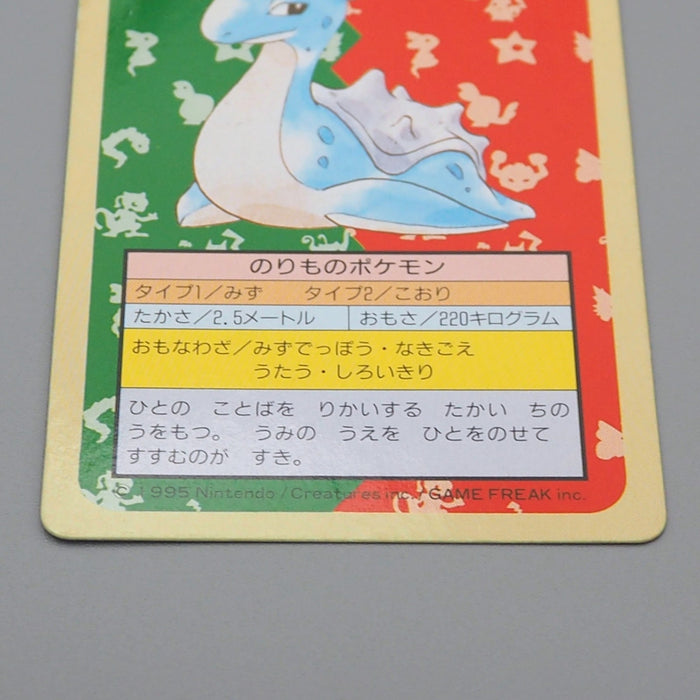 のりものポケモン
タイプ1／みず　タイプ2／こおり
たかさ／2.5メートル　おもさ／220キログラム
おもなわざ／みずでっぽう・なきごえ
うたう・しろいきり
ひとの　ことばを　りかいする　たかい　ちの
うをもつ。　うみの　うえを　ひとをのせて
すすむのが　すき。
© 1995 Nintendo /Creatures inc. /GAME FREAK inc.